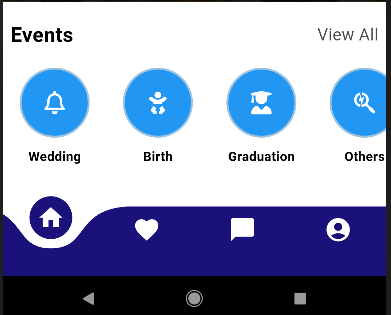 Events
View All
Wedding
Birth
Graduation
Others